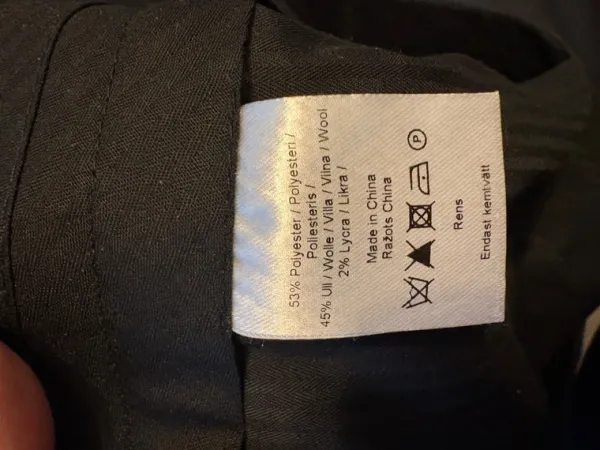 53% Polyester / Polyesteri /
Poliesteris /
45% Ull / Wolle / Villa / Vilna / Wool
2% Lycra / Likra /
Made in China
Ražots China
P
Rens
Endast kemtvätt